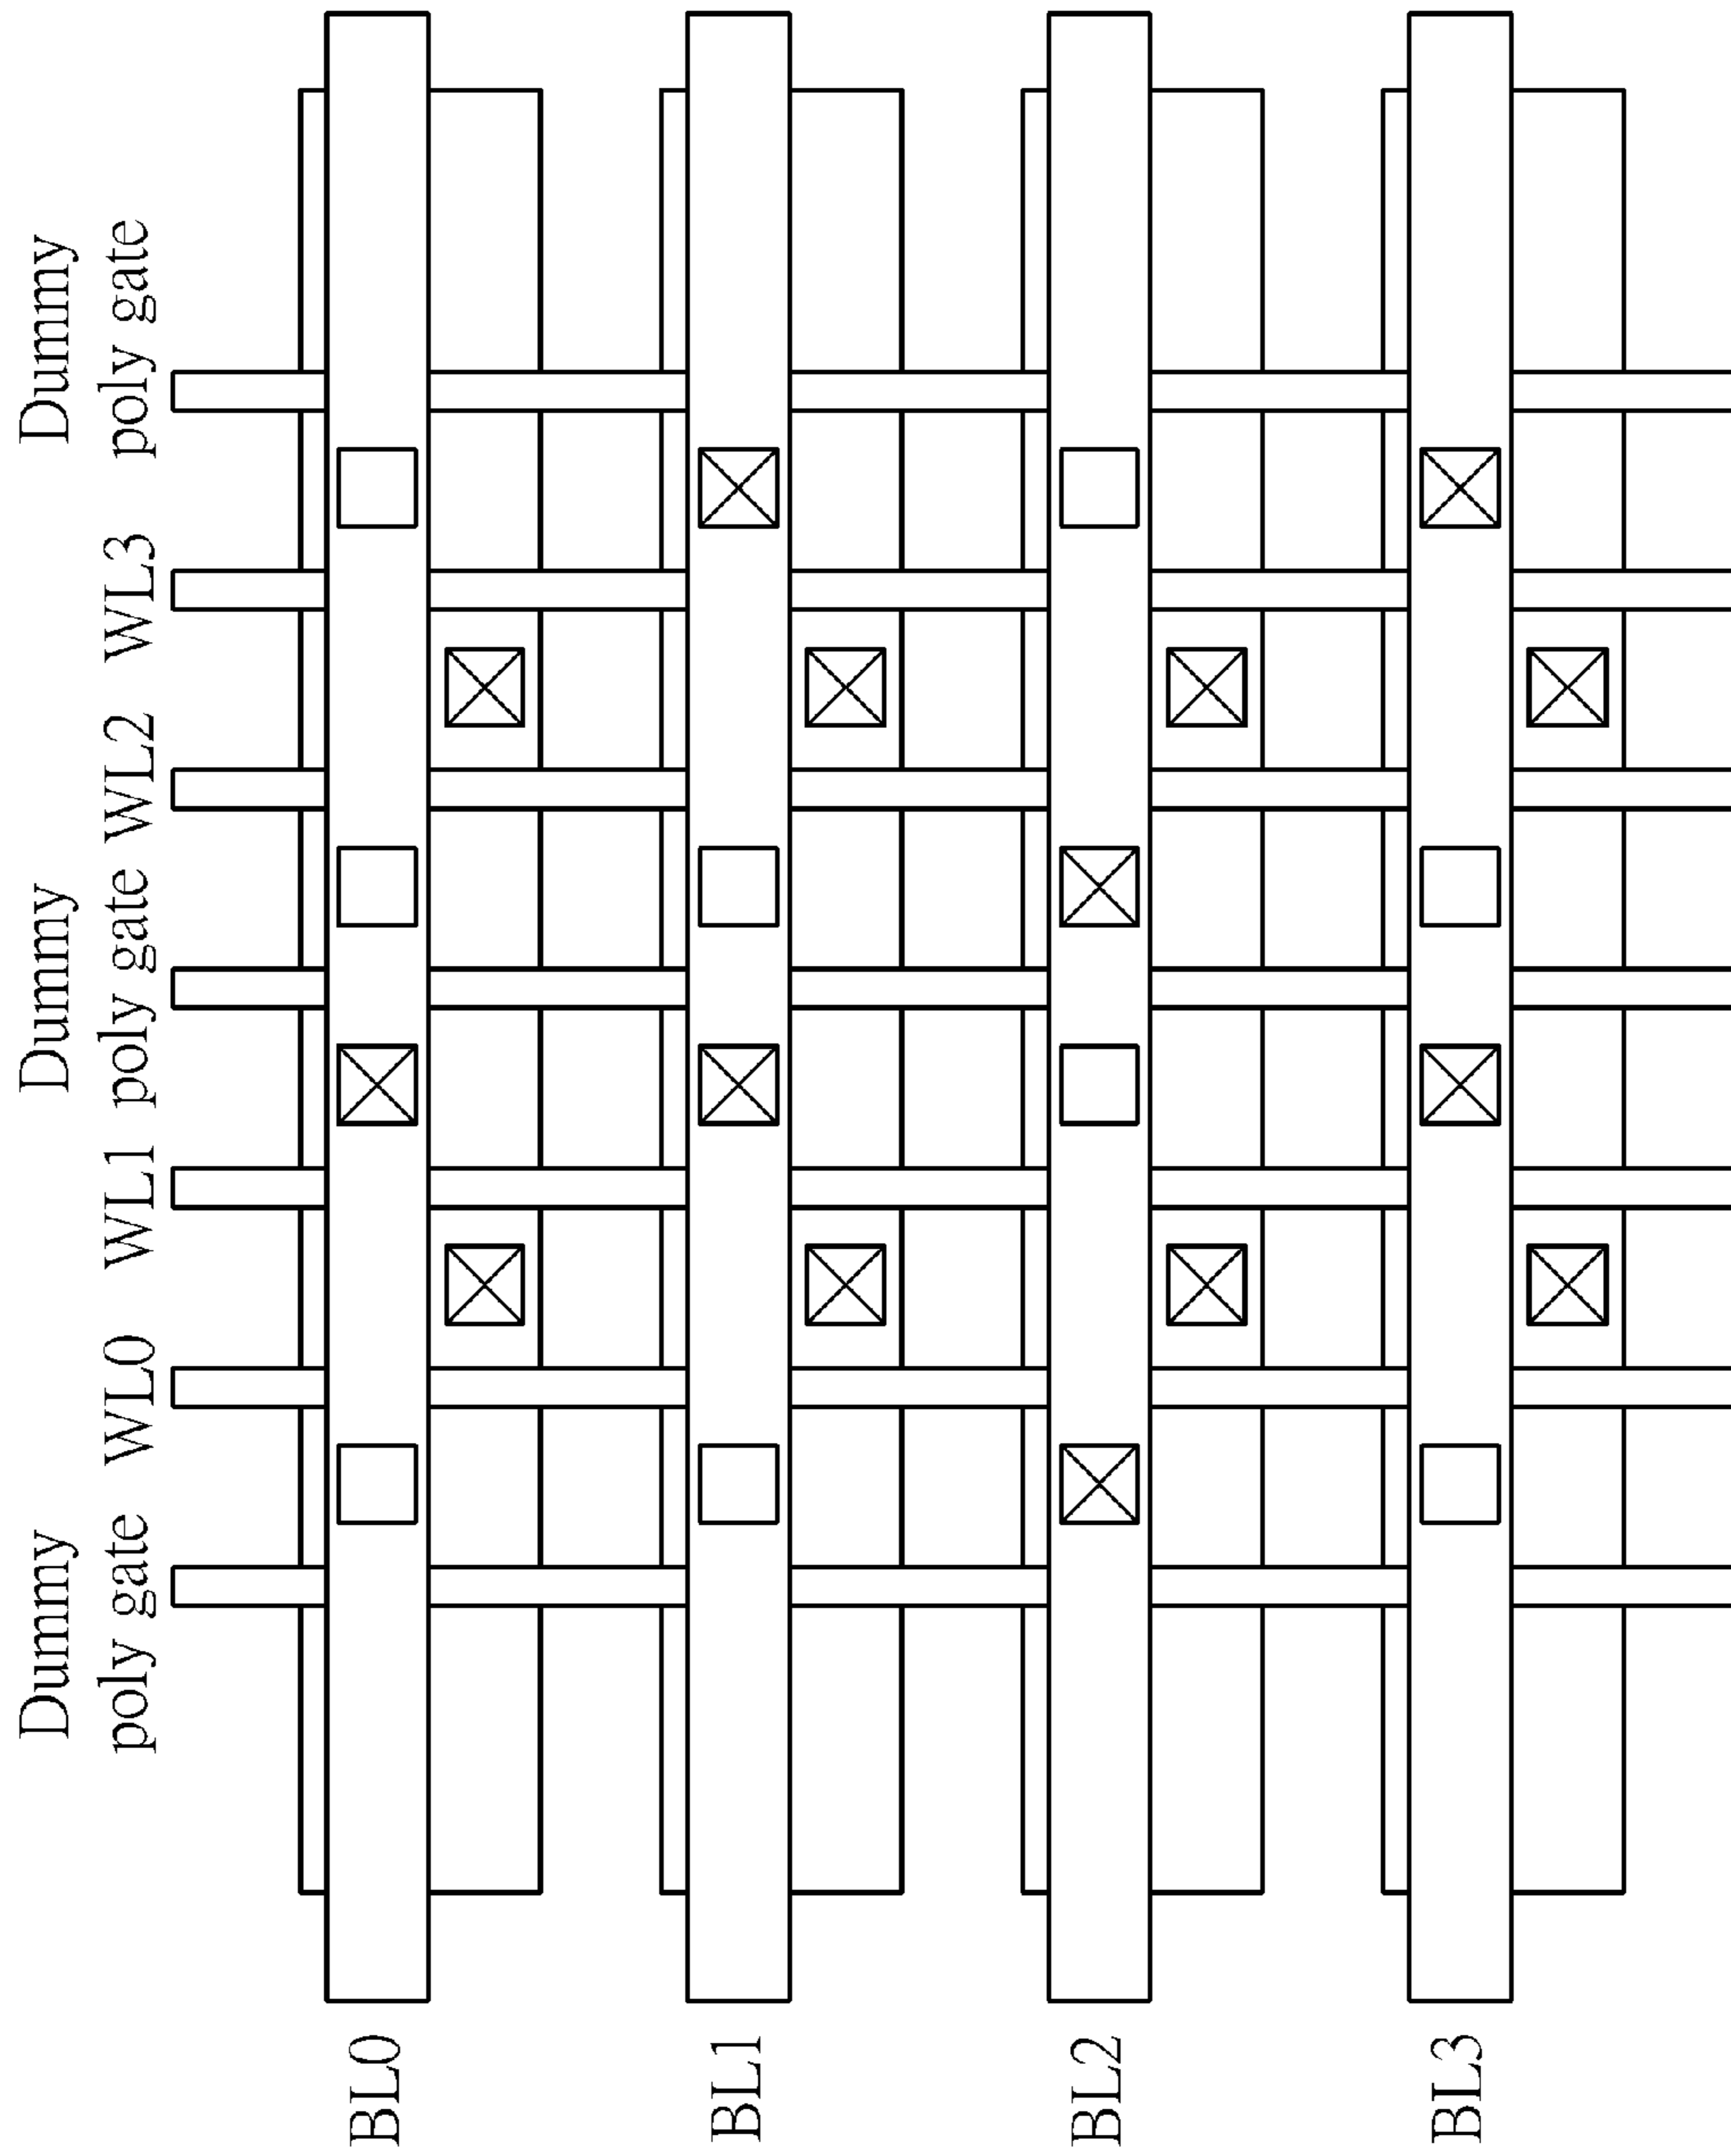 Dummy
poly gate
WL0
WL1
Dummy
poly gate
WL2
WL3
Dummy
poly gate
BL0
BL1
BL2
BL3